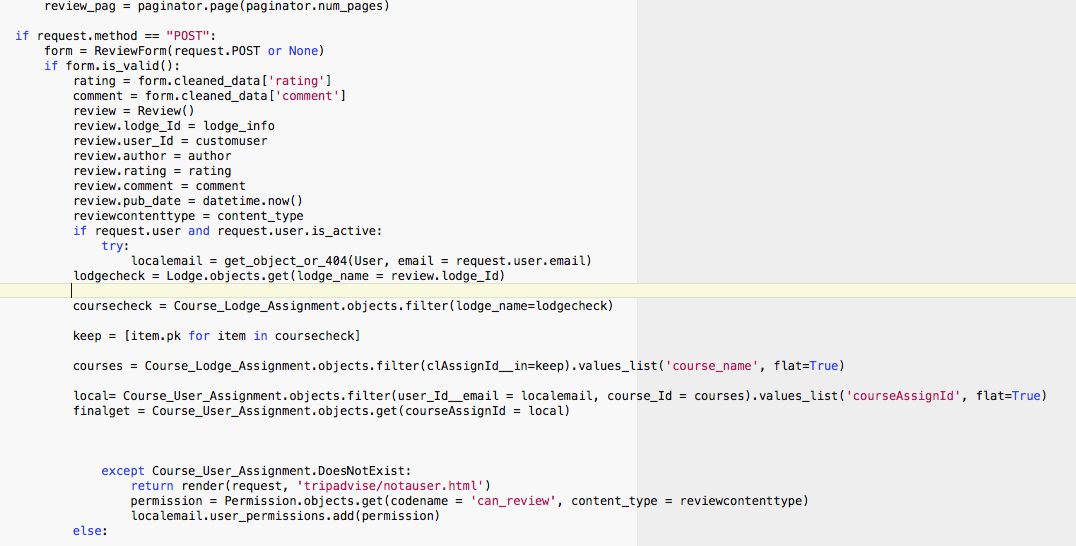 review_pag = paginator.page(paginator.num_pages)
if request.method == "POST":
form = ReviewForm(request.POST or None)
if form.is_valid():
rating = form.cleaned_data['rating']
comment = form.cleaned_data['comment']
review = Review()
review.lodge_Id = lodge_info
review.user_Id = customuser
review.author = author
review.rating = rating
review.comment = comment
review.pub_date = datetime.now()
reviewcontenttype = content_type
if request.user and request.user.is_active:
try:
localemail = get_object_or_404(User, email = request.user.email)
lodgecheck = Lodge.objects.get(lodge_name = review.lodge_Id)
coursecheck = Course_Lodge_Assignment.objects.filter(lodge_name=lodgecheck)
keep = [item.pk for item in coursecheck]
courses = Course_Lodge_Assignment.objects.filter(clAssignId__in=keep).values_list('course_name', flat=True)
local= Course_User_Assignment.objects.filter(user_Id__email = localemail, course_Id = courses).values_list('courseAssignId', flat=True)
finalget = Course_User_Assignment.objects.get(courseAssignId = local)
except Course_User_Assignment.DoesNotExist:
return render(request, 'tripadvise/notauser.html')
permission = Permission.objects.get(codename = 'can_review', content_type = reviewcontenttype)
localemail.user_permissions.add(permission)
else: